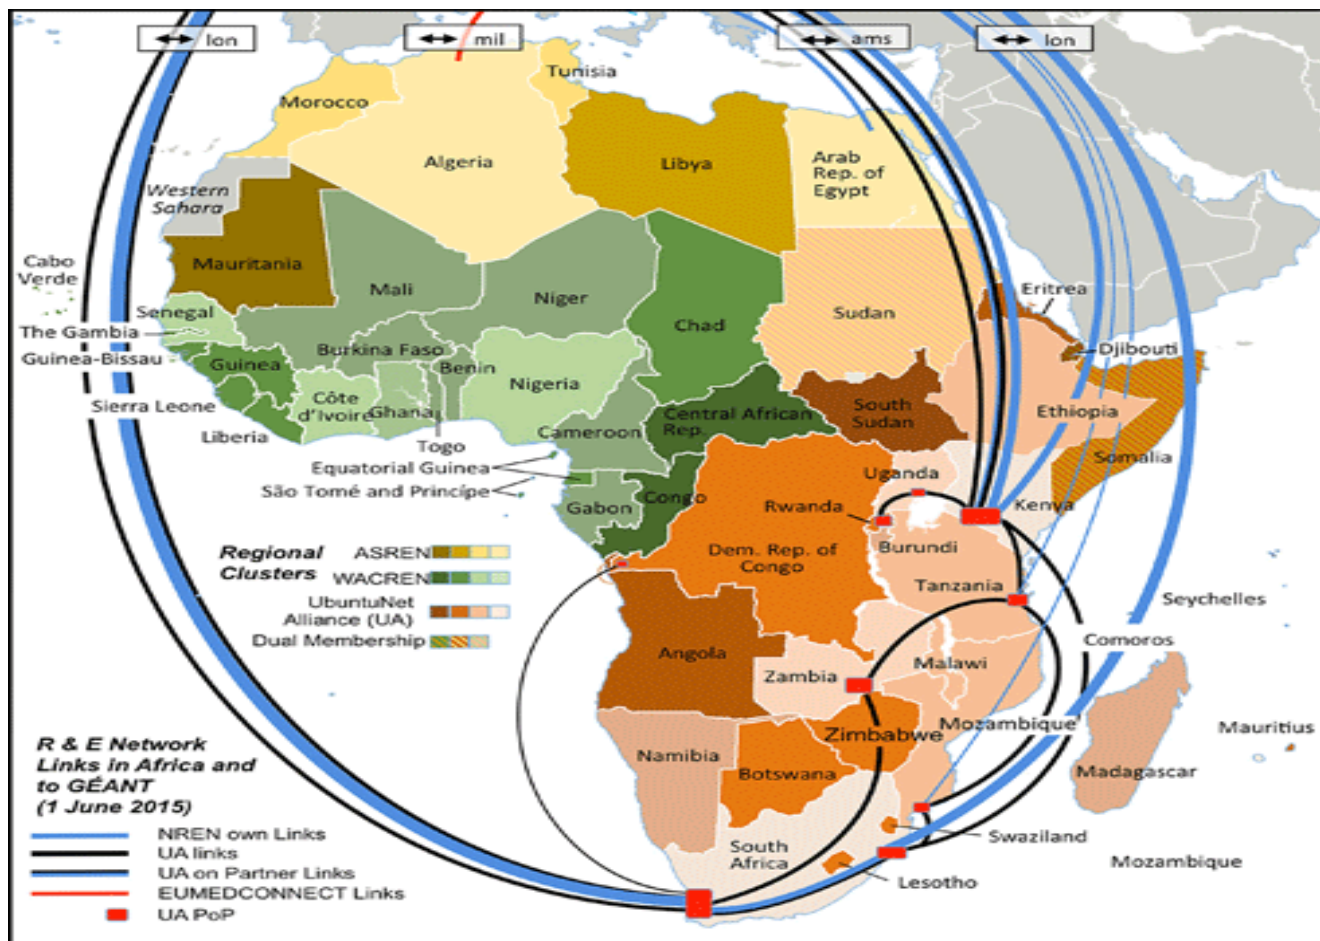 lon
mil
ams
lon
Tunisia
Morocco
Algeria
Libya
Arab
Rep. of
Egypt
Western
Sahara
Cabo
Verde
Mauritania
Mali
Niger
Chad
Sudan
Eritrea
Senegal
The Gambia
Guinea-Bissau
Guinea
Burkina Faso
Benin
Nigeria
Djibouti
Sierra Leone
Côte
d'Ivoire
Ghana
Central African
Rep.
South
Sudan
Ethiopia
Liberia
Togo
Cameroon
Somalia
Equatorial Guinea
São Tomé and Princípe
Gabon
Congo
Uganda
Rwanda
Kenya
Burundi
Dem. Rep. of
Congo
Tanzania
Regional
Clusters
ASREN
WACREN
UbuntuNet
Alliance (UA)
Dual Membership
Seychelles
Comoros
Angola
Zambia
Malawi
Mozambique
Zimbabwe
Mauritius
Namibia
Botswana
Madagascar
South
Africa
Swaziland
Lesotho
Mozambique
R & E Network
Links in Africa and
to GÉANT
(1 June 2015)
NREN own Links
UA links
UA on Partner Links
EUMEDCONNECT Links
UA PoP